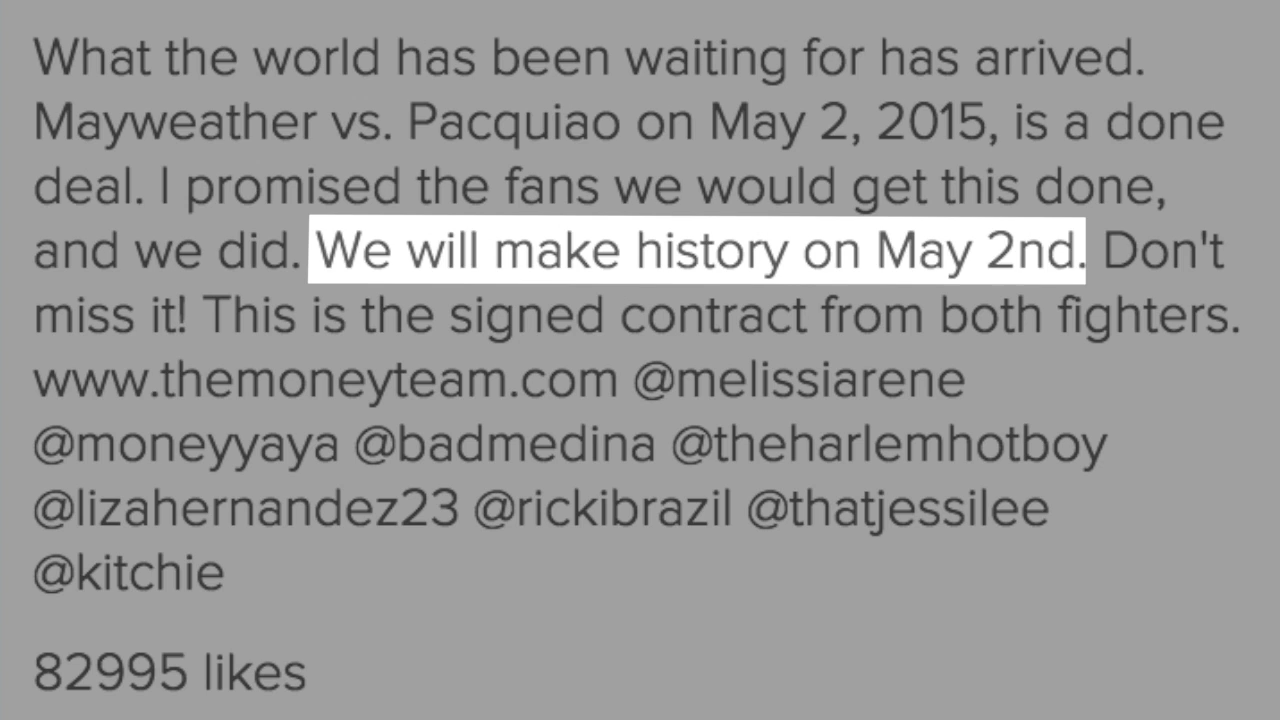 What the world has been waiting for has arrived.
Mayweather vs. Pacquiao on May 2, 2015, is a done
deal. I promised the fans we would get this done,
and we did. We will make history on May 2nd. Don't
miss it! This is the signed contract from both fighters.
www.themoneyteam.com @melissiarene
@moneyyaya @badmedina @theharlemhotboy
@lizahernandez23 @rickibrazil @thatjessilee
@kitchie
82995 likes